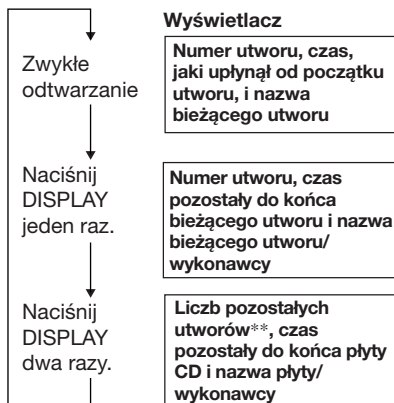 Wyświetlacz
Zwykłe
odtwarzanie
Numer utworu, czas,
jaki upłynął od początku
utworu, i nazwa
bieżącego utworu
Naciśnij
DISPLAY
jeden raz.
Numer utworu, czas
pozostały do końca
bieżącego utworu i nazwa
bieżącego utworu/
wykonawcy
Naciśnij
DISPLAY
dwa razy.
Liczb pozostałych
utworów**, czas
pozostały do końca płyty
CD i nazwa płyty/
wykonawcy